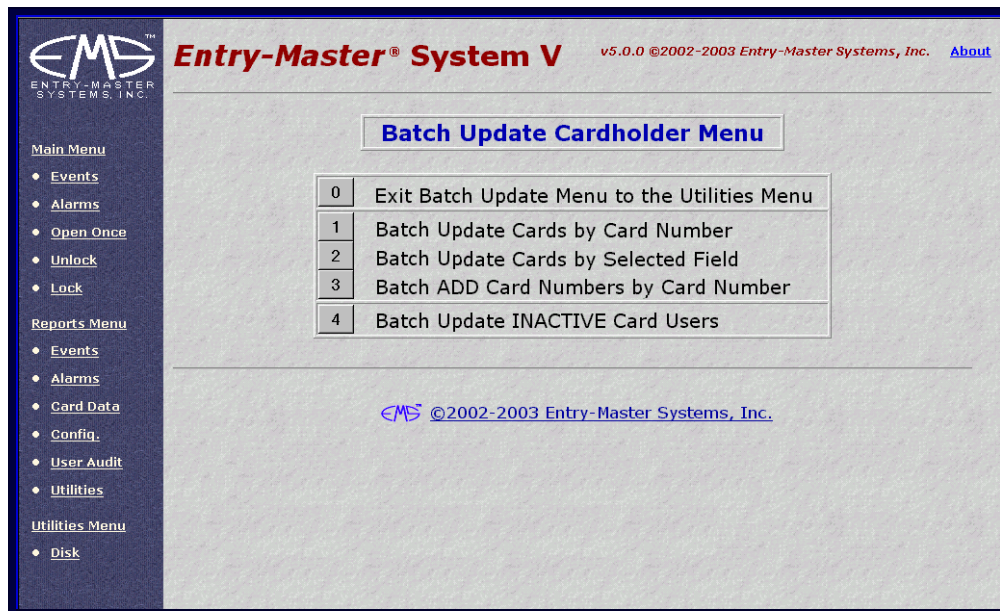 EMS™
ENTRY-MASTER
SYSTEMS, INC.
Entry-Master® System V
v5.0.0 ©2002-2003 Entry-Master Systems, Inc.
About
Main Menu
Events
Alarms
Open Once
Unlock
Lock
Reports Menu
Events
Alarms
Card Data
Config.
User Audit
Utilities
Utilities Menu
Disk
Batch Update Cardholder Menu
0 Exit Batch Update Menu to the Utilities Menu
1 Batch Update Cards by Card Number
2 Batch Update Cards by Selected Field
3 Batch ADD Card Numbers by Card Number
4 Batch Update INACTIVE Card Users
EMS™ ©2002-2003 Entry-Master Systems, Inc.